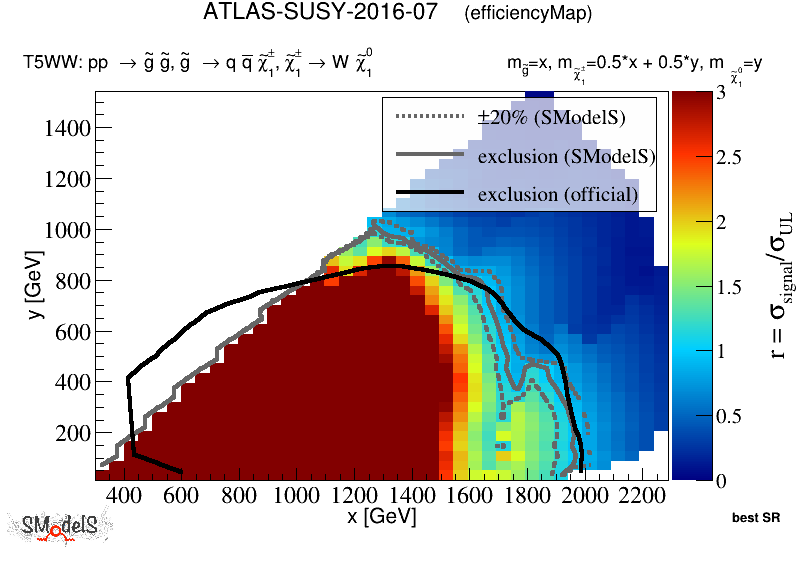 ATLAS-SUSY-2016-07 (efficiencyMap)
T5WW: pp → g̃ g̃, g̃ → q q̅ χ̃₁±, χ̃₁± → W χ̃₁⁰
m_g̃=x, m_χ̃₁±=0.5*x + 0.5*y, m_χ̃₁⁰=y
±20% (SModelS)
exclusion (SModelS)
exclusion (official)
1400
1200
1000
800
600
400
200
y [GeV]
400 600 800 1000 1200 1400 1600 1800 2000 2200
x [GeV]
3
2.5
2
1.5
1
0.5
0
r = σ_signal/σ_UL
SModelS
best SR